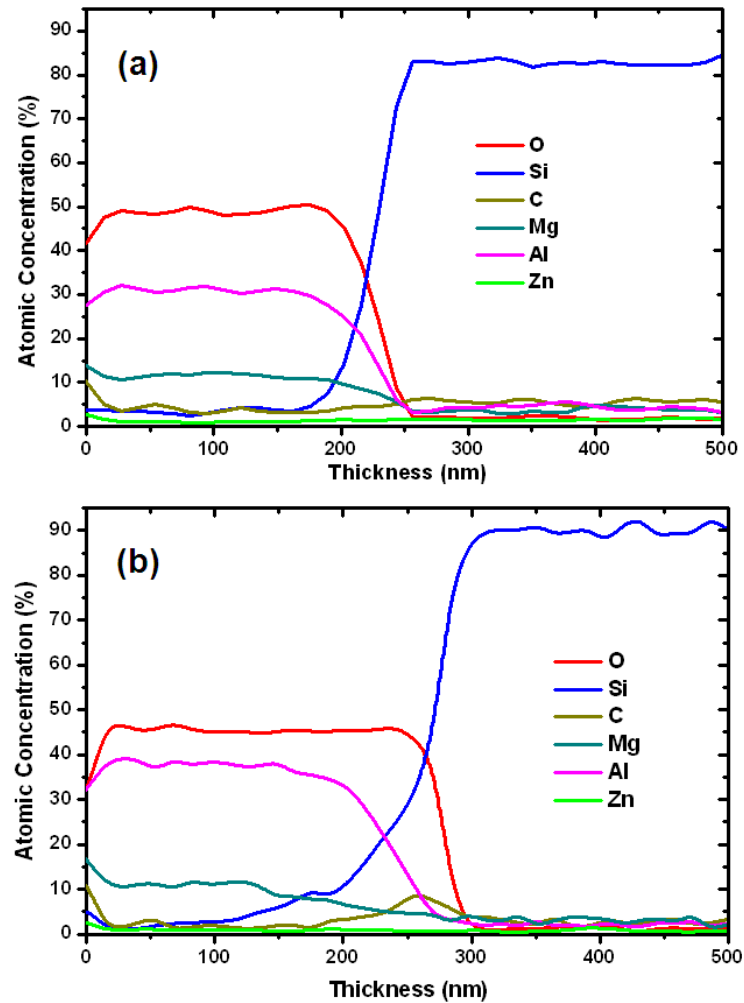 (a)
Atomic Concentration (%)
90
80
70
60
50
40
30
20
10
0
O
Si
C
Mg
Al
Zn
0 100 200 300 400 500
Thickness (nm)
(b)
Atomic Concentration (%)
90
80
70
60
50
40
30
20
10
0
O
Si
C
Mg
Al
Zn
0 100 200 300 400 500
Thickness (nm)